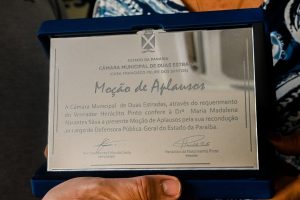 ESTADO DA PARAÍBA
CÂMARA MUNICIPAL DE DUAS ESTRADAS
Moção de Aplausos
A Câmara Municipal de Duas Estradas, através do requerimento
do Vereador Heráclito Pinto confere à Drª. Maria Madalena
Abrantes Silva a presente Moção de Aplausos pela sua recondução
ao cargo de Defensora Pública Geral do Estado da Paraíba.